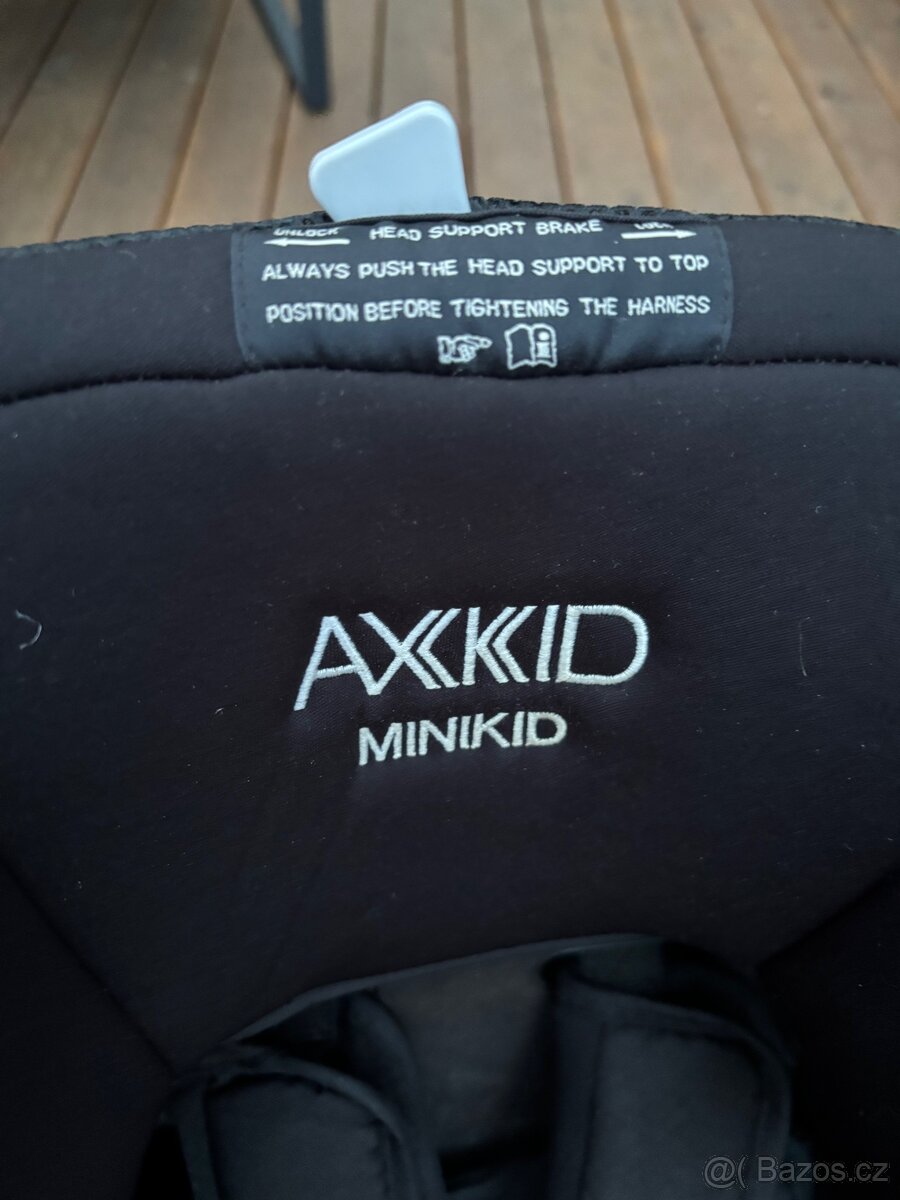 UNLOCK HEAD SUPPORT BRAKE LOCK
ALWAYS PUSH THE HEAD SUPPORT TO TOP
POSITION BEFORE TIGHTENING THE HARNESS
AXKID
MINIKID
@( Bazos.cz